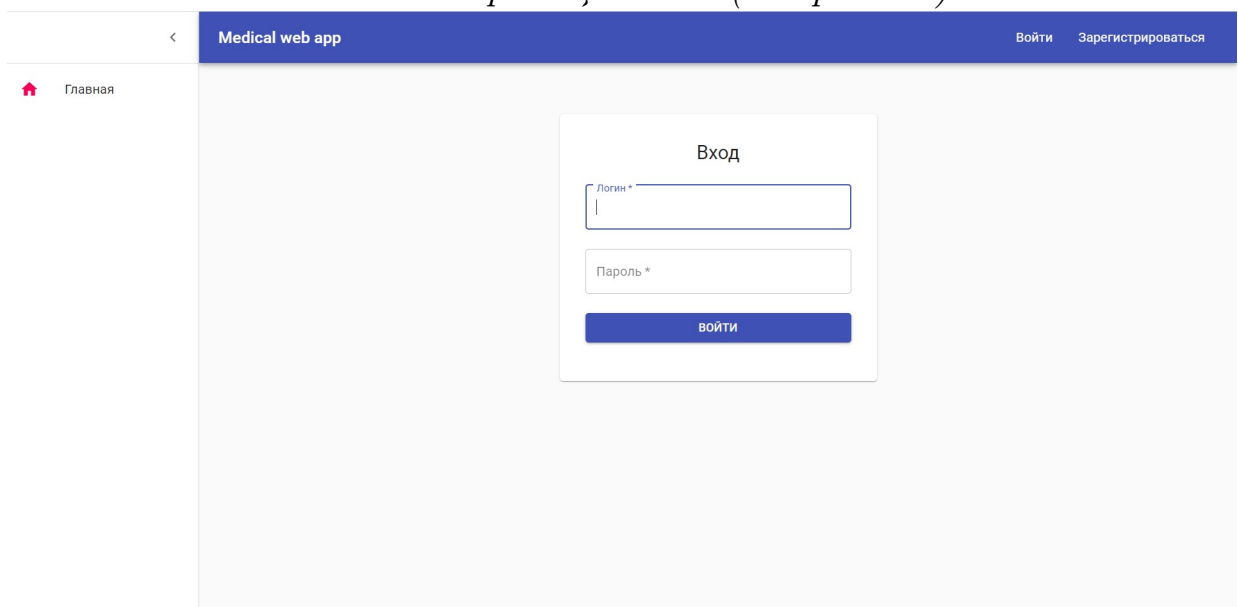 Medical web app
Войти Зарегистрироваться
Главная
Вход
Логин *
Пароль *
ВОЙТИ